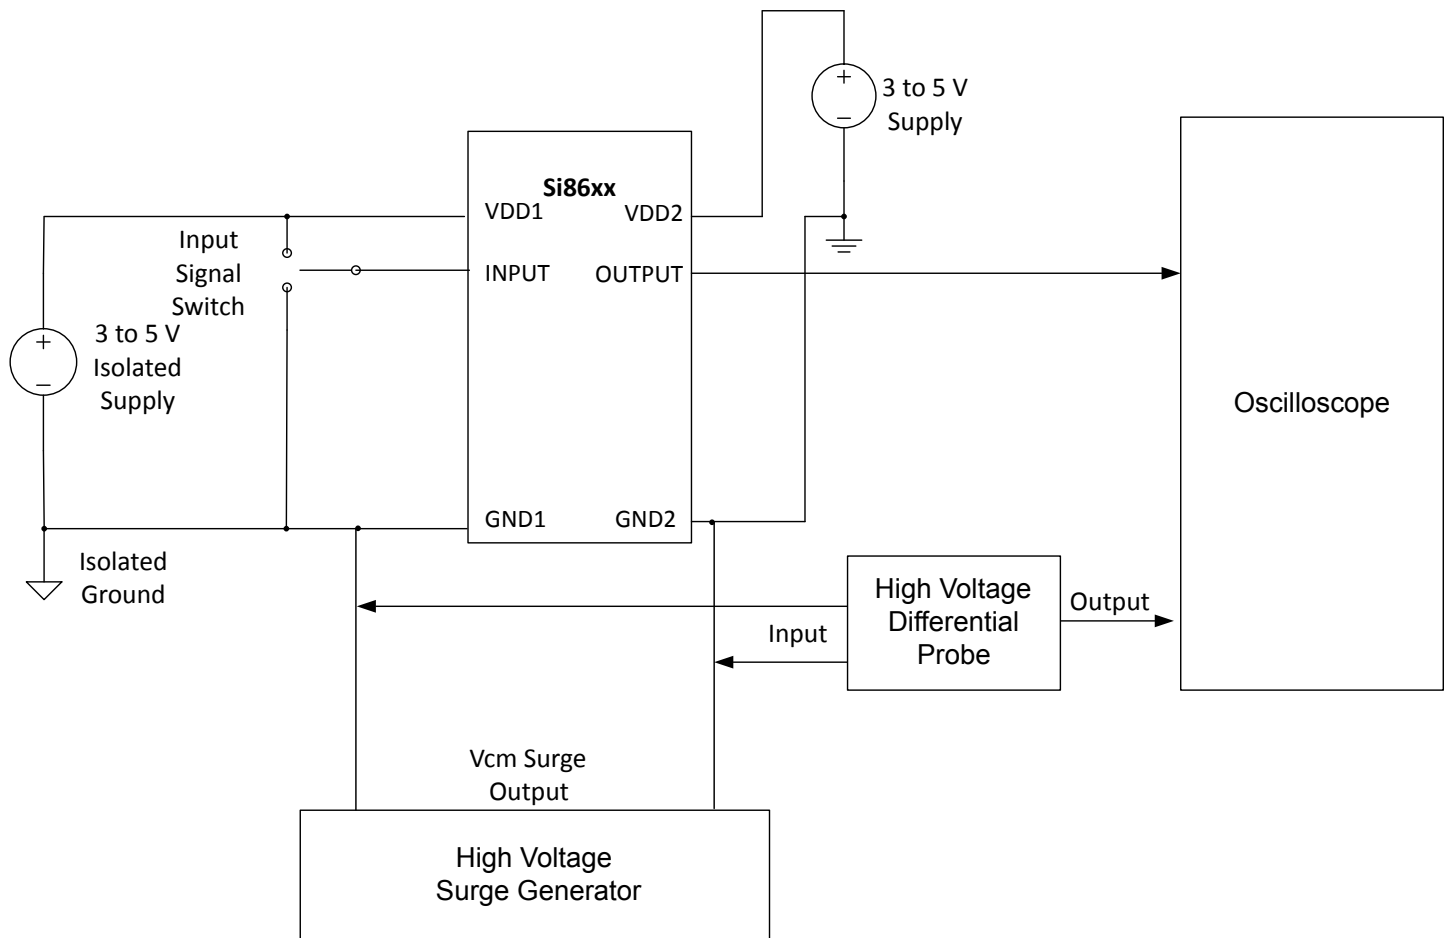 3 to 5 V
Supply
Si86xx
VDD1
VDD2
Input
Signal
Switch
INPUT
OUTPUT
3 to 5 V
Isolated
Supply
+
−
+
−
Oscilloscope
GND1
GND2
Isolated
Ground
High Voltage
Differential
Probe
Input
Output
Vcm Surge
Output
High Voltage
Surge Generator